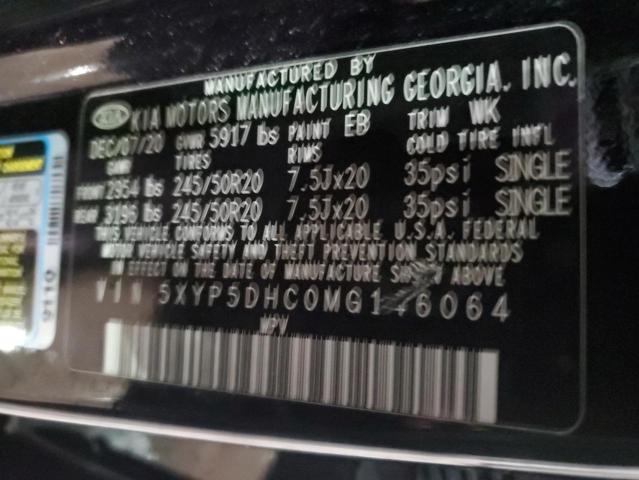 MANUFACTURED BY
KIA KIA MOTORS MANUFACTURING GEORGIA, INC.
DEC/07/20 GVWR 5917 lbs PAINT EB TRIM WK
GAWR TIRES RIMS COLD TIRE INFL
FRONT 2954 lbs 245/50R20 7.5Jx20 35psi SINGLE
REAR 3196 lbs 245/50R20 7.5Jx20 35psi SINGLE
THIS VEHICLE CONFORMS TO ALL APPLICABLE U.S.A. FEDERAL
MOTOR VEHICLE SAFETY AND THEFT PREVENTION STANDARDS
IN EFFECT ON THE DATE OF MANUFACTURE SHOWN ABOVE
VIN
MPV
9110